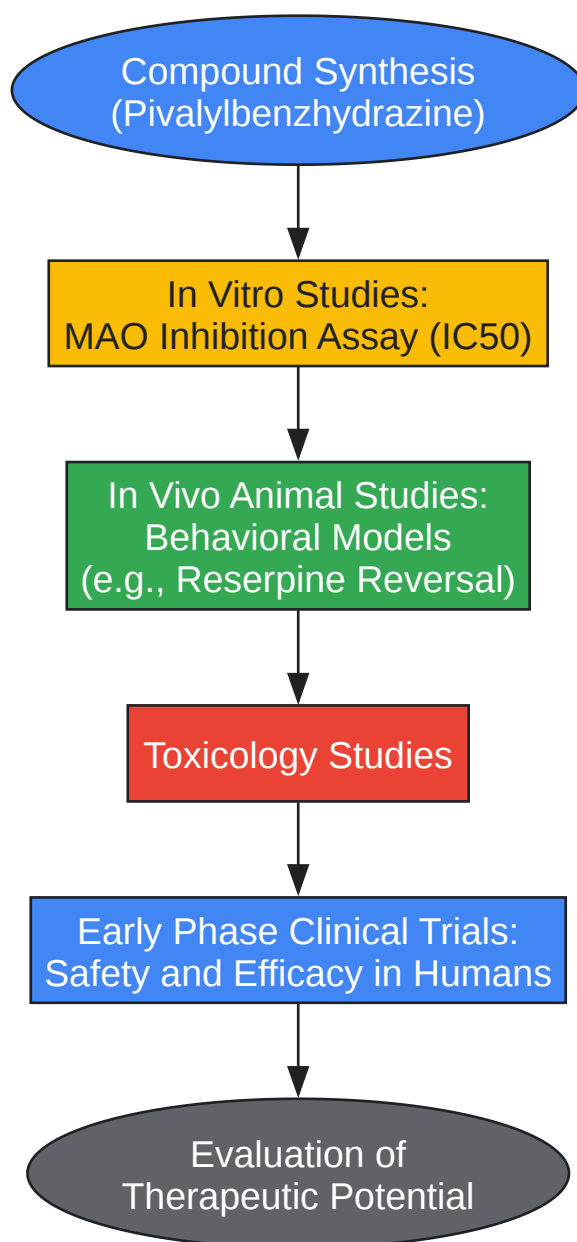 Compound Synthesis
(Pivalylbenzhydrazine)
In Vitro Studies:
MAO Inhibition Assay (IC50)
In Vivo Animal Studies:
Behavioral Models
(e.g., Reserpine Reversal)
Toxicology Studies
Early Phase Clinical Trials:
Safety and Efficacy in Humans
Evaluation of
Therapeutic Potential